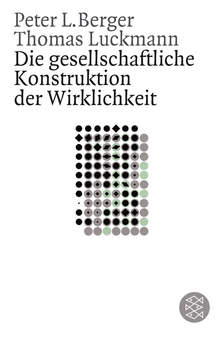 Peter L. Berger
Thomas Luckmann
Die gesellschaftliche
Konstruktion
der Wirklichkeit